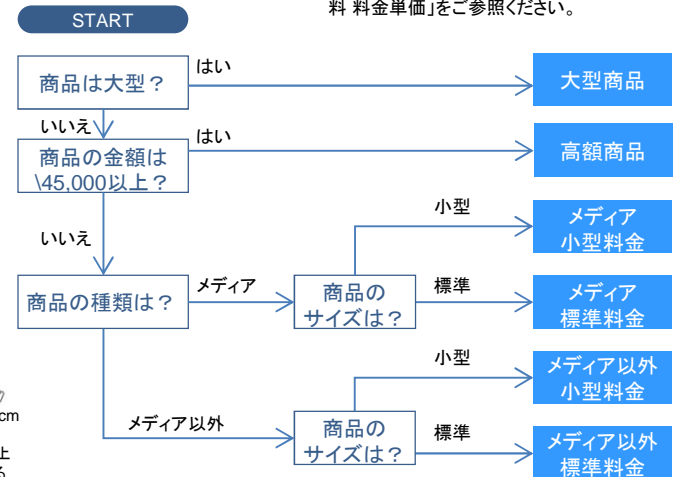 料 料金単価」をご参照ください。
START
商品は大型？
はい
大型商品
いいえ
商品の金額は
\45,000以上？
はい
高額商品
いいえ
小型
メディア
小型料金
商品の種類は？
メディア
商品の
サイズは？
標準
メディア
標準料金
小型
メディア以外
小型料金
メディア以外
商品の
サイズは？
標準
メディア以外
標準料金
cm
上